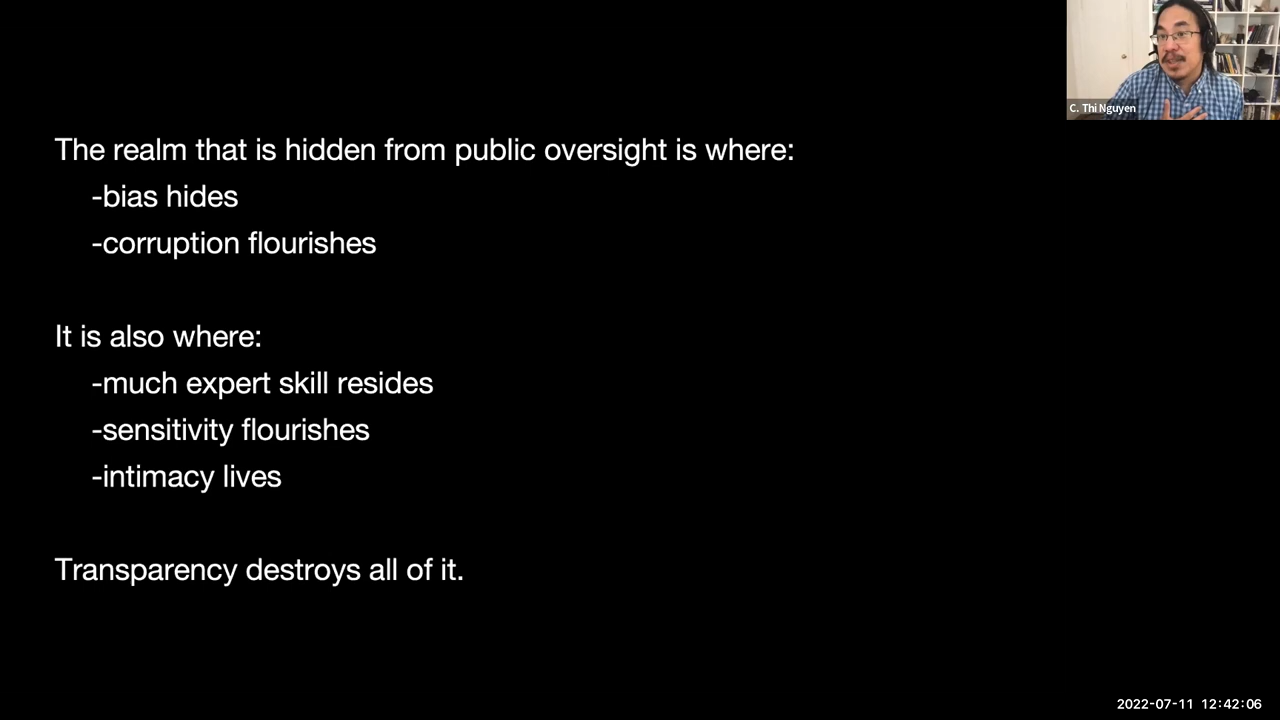 C. Thi Nguyen
The realm that is hidden from public oversight is where:
-bias hides
-corruption flourishes
It is also where:
-much expert skill resides
-sensitivity flourishes
-intimacy lives
Transparency destroys all of it.
2022-07-11 12:42:06